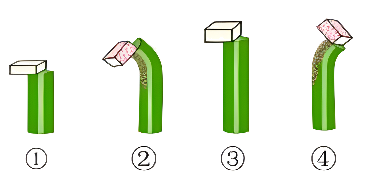 ① ② ③ ④